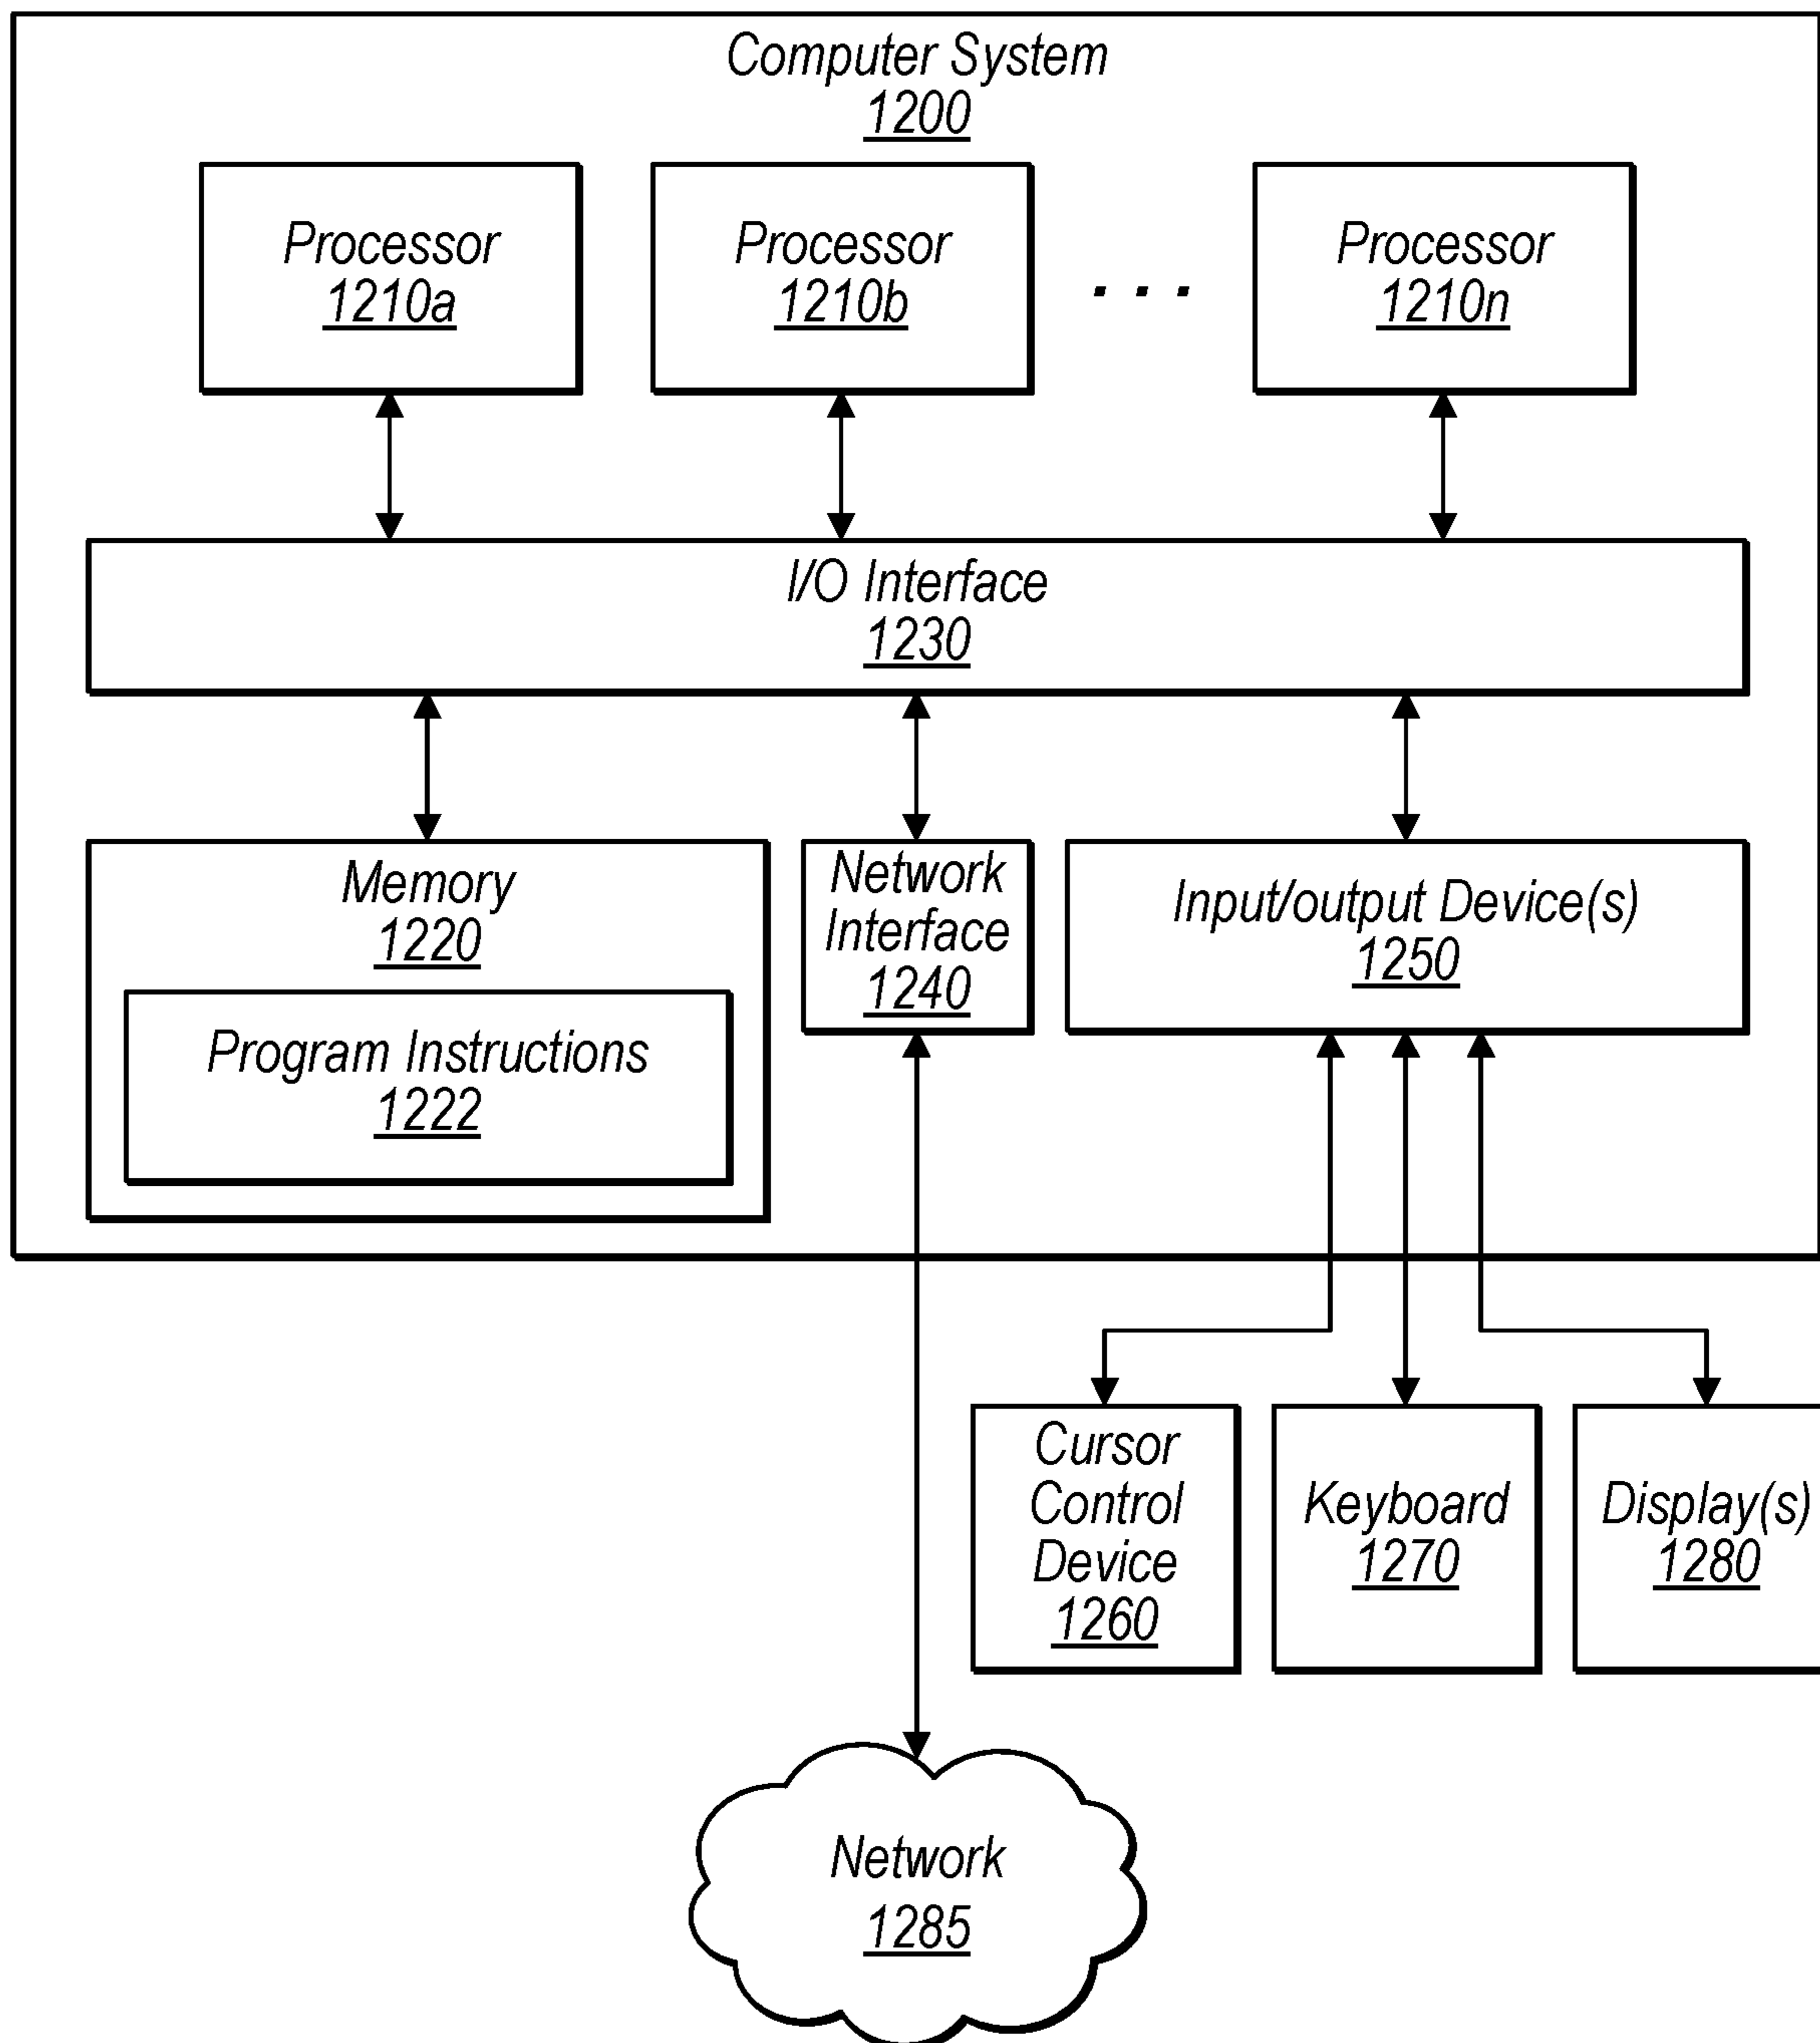 Computer System
1200
Processor
1210a
Processor
1210b
. . .
Processor
1210n
I/O Interface
1230
Memory
1220
Program Instructions
1222
Network
Interface
1240
Input/output Device(s)
1250
Cursor
Control
Device
1260
Keyboard
1270
Display(s)
1280
Network
1285